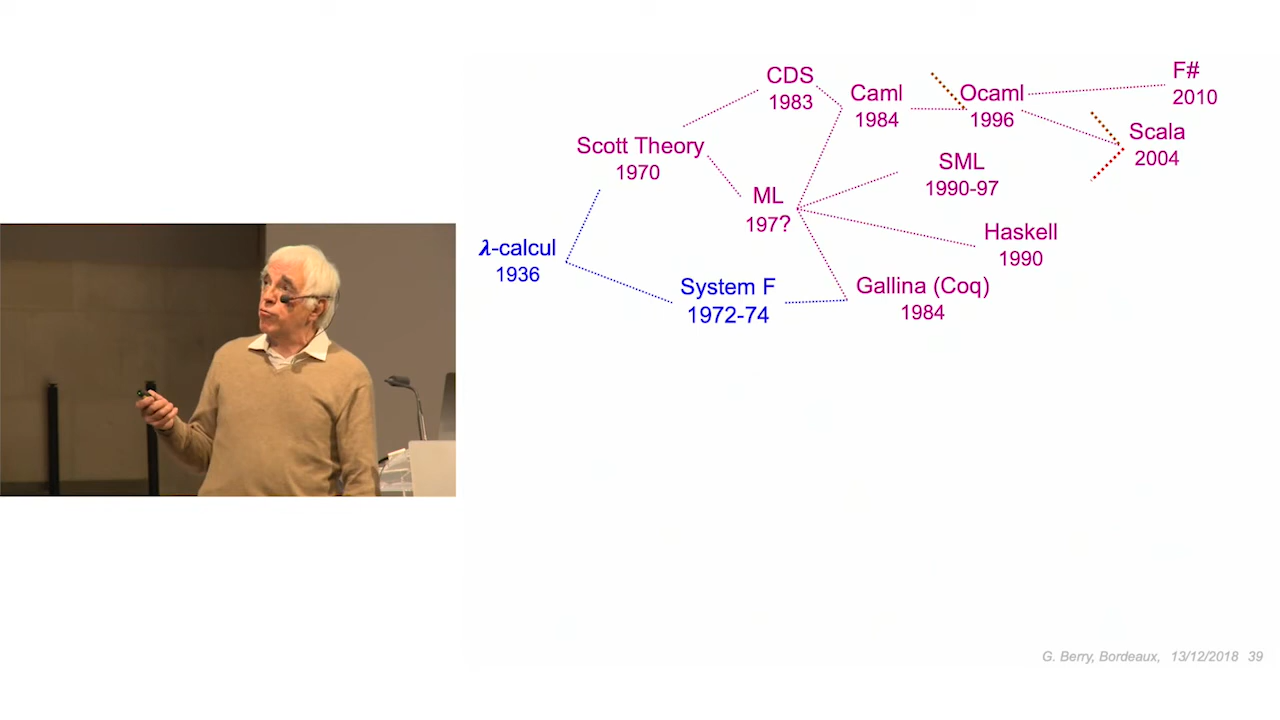 CDS
1983
Caml
1984
Ocaml
1996
F#
2010
Scala
2004
Scott Theory
1970
SML
1990-97
ML
197?
Haskell
1990
λ-calcul
1936
System F
1972-74
Gallina (Coq)
1984
G. Berry, Bordeaux, 13/12/2018 39